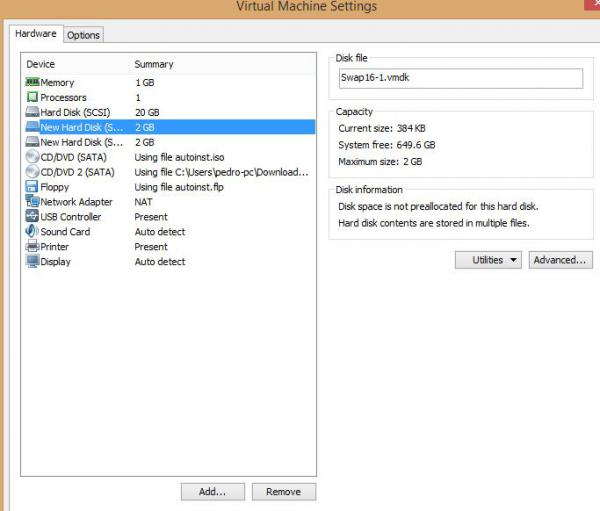 Virtual Machine Settings
Hardware
Options
Device Summary
Memory 1 GB
Processors 1
Hard Disk (SCSI) 20 GB
New Hard Disk (S... 2 GB
New Hard Disk (S... 2 GB
CD/DVD (SATA) Using file autoinst.iso
CD/DVD 2 (SATA) Using file C:\Users\pedro-pc\Download...
Floppy Using file autoinst.flp
Network Adapter NAT
USB Controller Present
Sound Card Auto detect
Printer Present
Display Auto detect
Add...
Remove
Disk file
Swap16-1.vmdk
Capacity
Current size: 384 KB
System free: 649.6 GB
Maximum size: 2 GB
Disk information
Disk space is not preallocated for this hard disk.
Hard disk contents are stored in multiple files.
Utilities
Advanced...